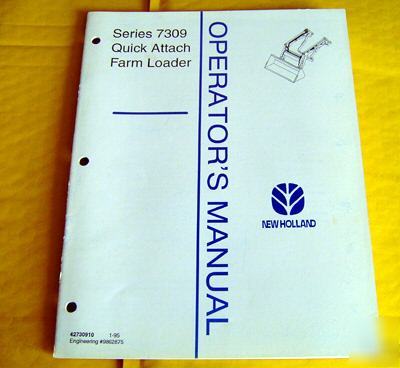 Series 7309
Quick Attach
Farm Loader
OPERATOR'S MANUAL
NEW HOLLAND
42730910 1-95
Engineering #9862875